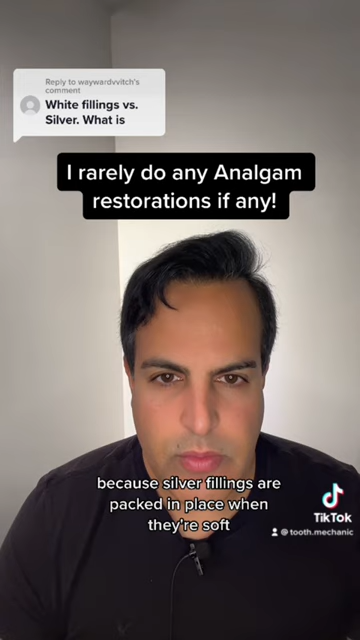 Reply to waywardvvitch's
comment
White fillings vs.
Silver. What is
I rarely do any Analgam
restorations if any!
because silver fillings are
packed in place when
they're soft
TikTok
@tooth.mechanic